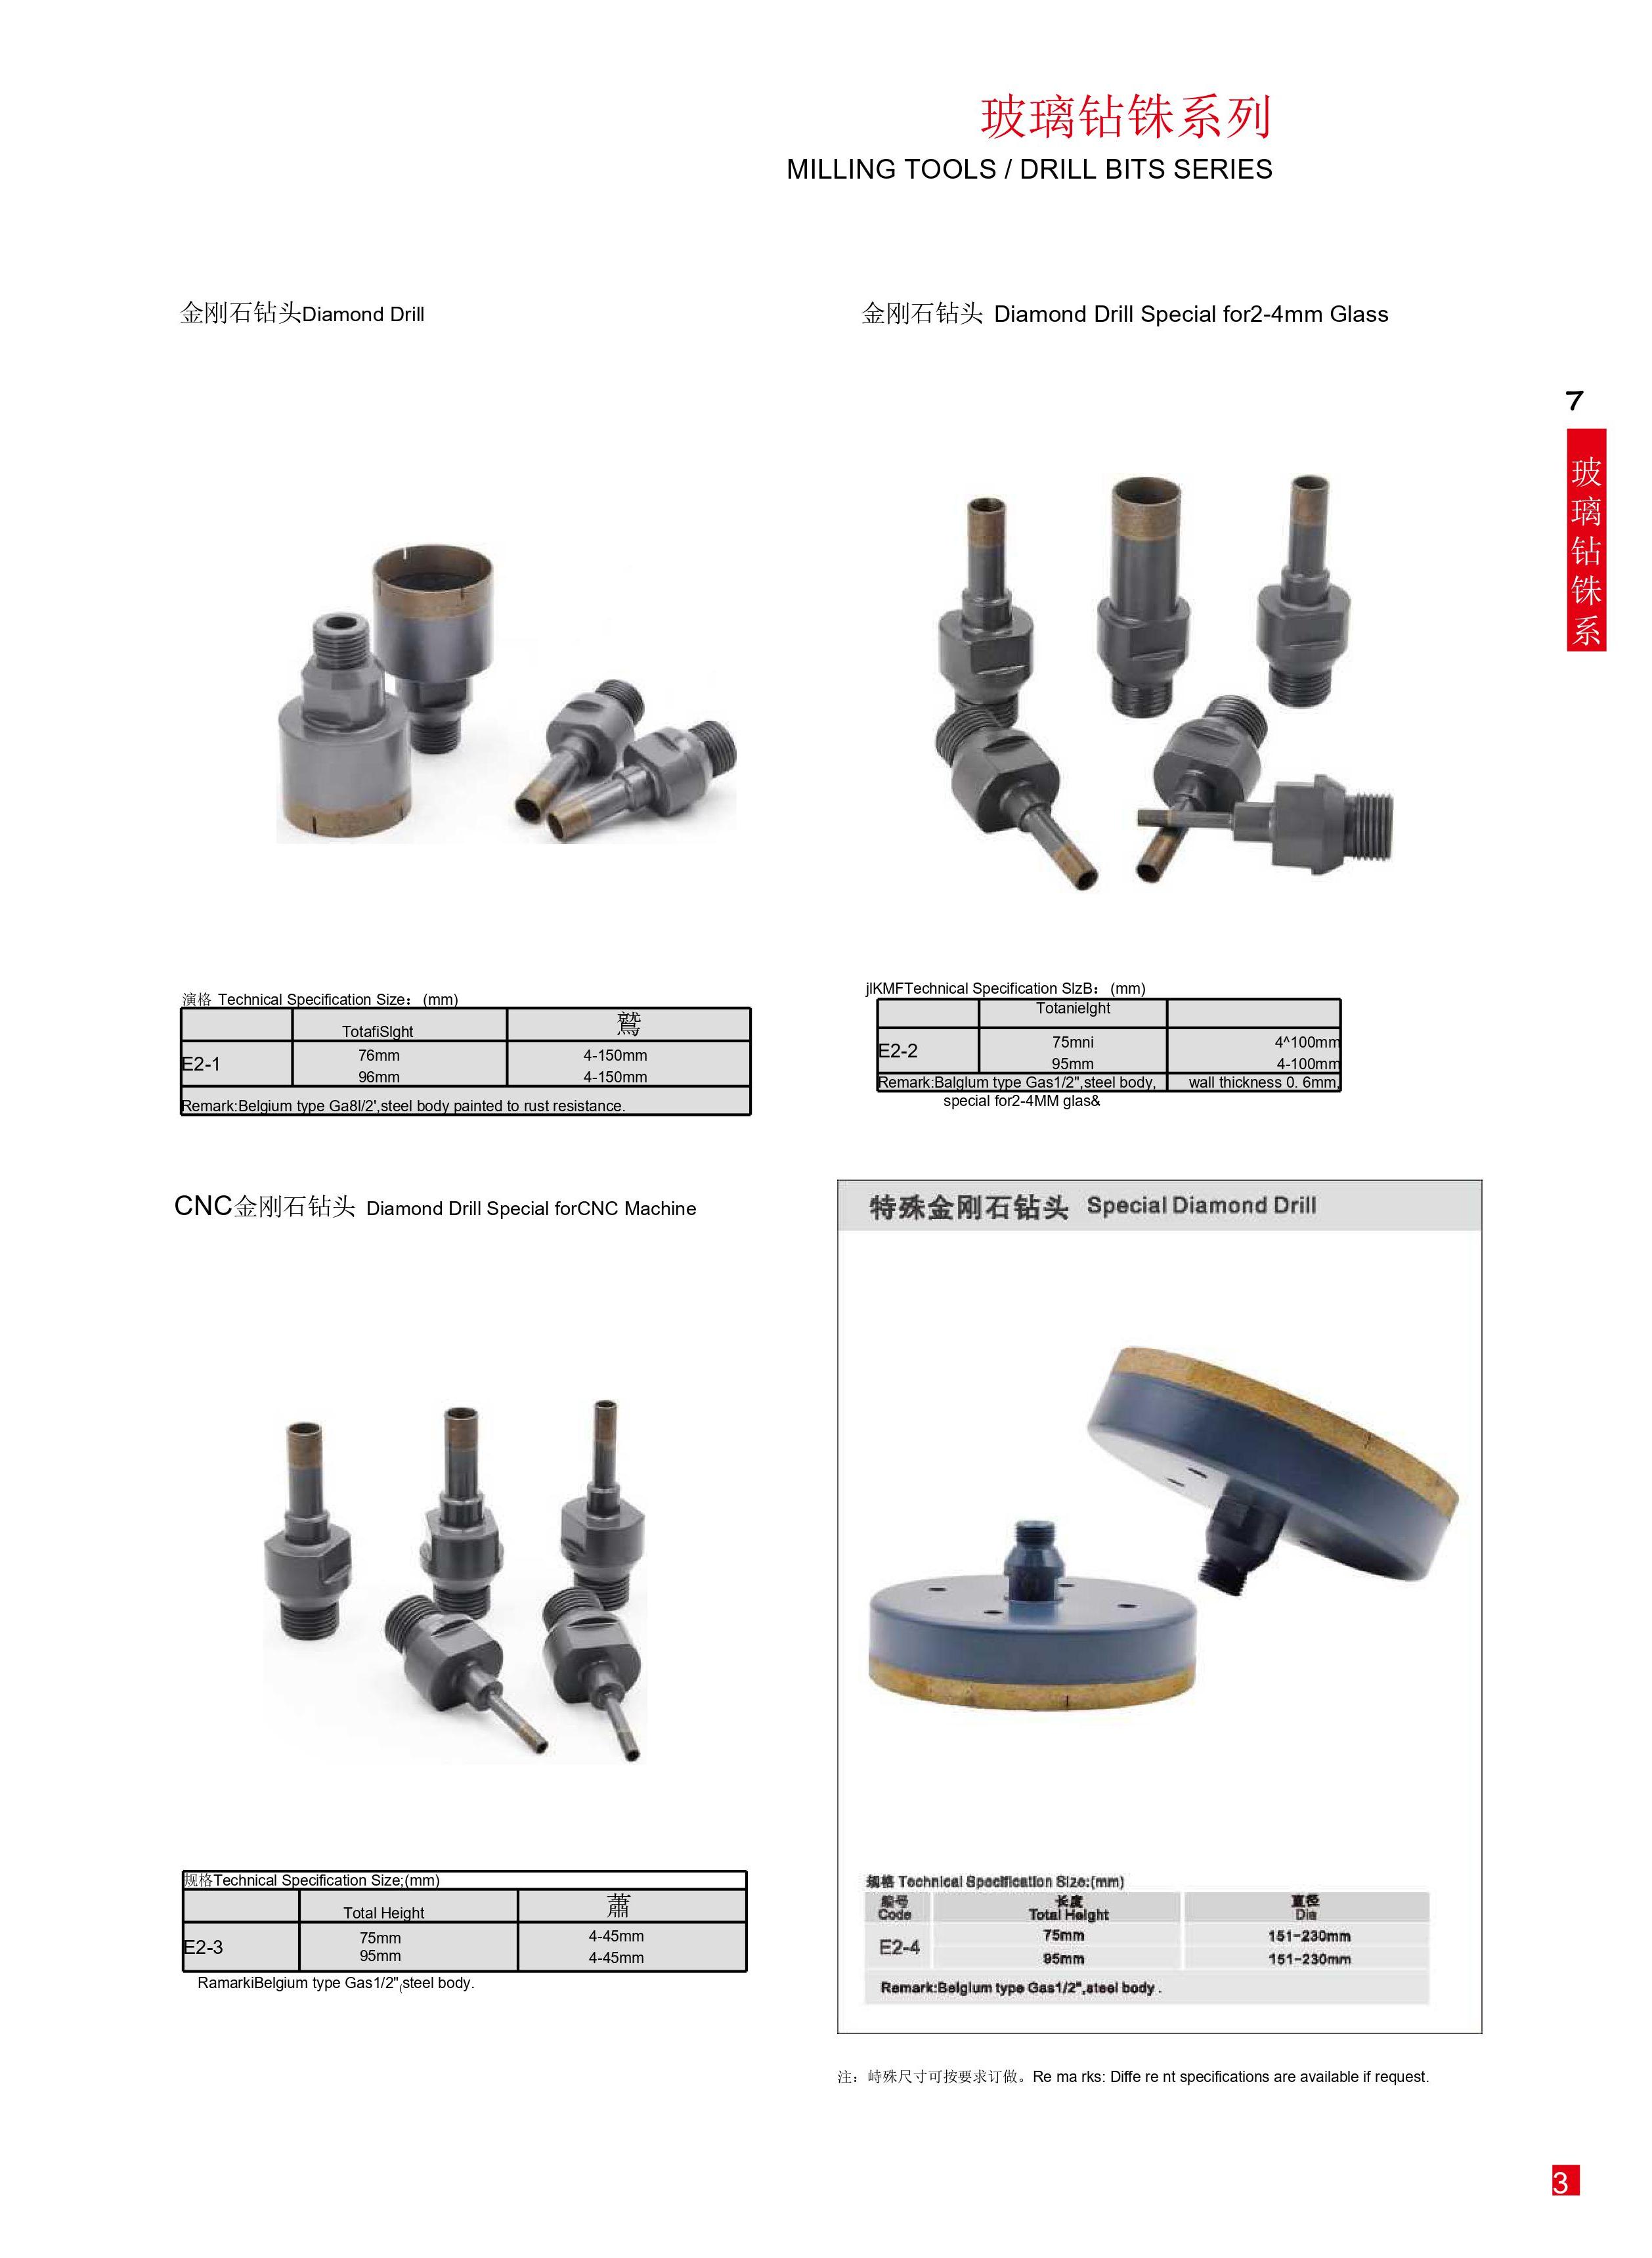 玻璃钻铢系列
MILLING TOOLS / DRILL BITS SERIES
金刚石钻头Diamond Drill
金刚石钻头 Diamond Drill Special for2-4mm Glass
7
玻璃钻铢系
演格 Technical Specification Size：(mm)
TotafiSlght 鹫
E2-1
76mm 4-150mm
96mm 4-150mm
Remark:Belgium type Ga8l/2',steel body painted to rust resistance.
jlKMFTechnical Specification SlzB：(mm)
Totanielght
E2-2
75mni 4^100mm
95mm 4-100mm
Remark:Balglum type Gas1/2",steel body, wall thickness 0. 6mm,
special for2-4MM glas&
CNC金刚石钻头 Diamond Drill Special forCNC Machine
规格Technical Specification Size;(mm)
Total Height 蕭
E2-3
75mm 4-45mm
95mm 4-45mm
RamarkiBelgium type Gas1/2",(steel body.
特殊金刚石钻头 Special Diamond Drill
规格 Technical Specification Size:(mm)
编号 长度 直径
Code Total Height Dia
E2-4
75mm 151-230mm
95mm 151-230mm
Remark:Belgium type Gas1/2",steel body .
注：峙殊尺寸可按要求订做。Re ma rks: Diffe re nt specifications are available if request.
3